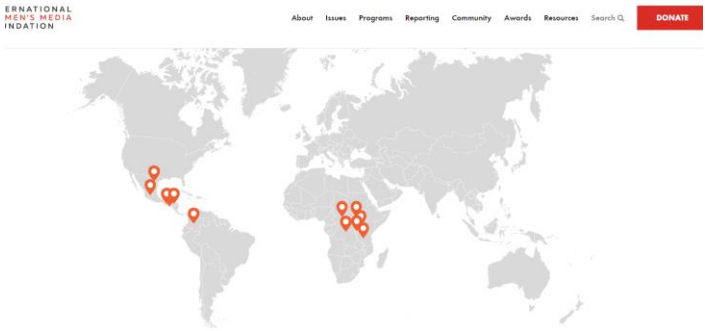 ERNATIONAL
MEN'S MEDIA
INDATION
About Issues Programs Reporting Community Awards Resources Search DONATE